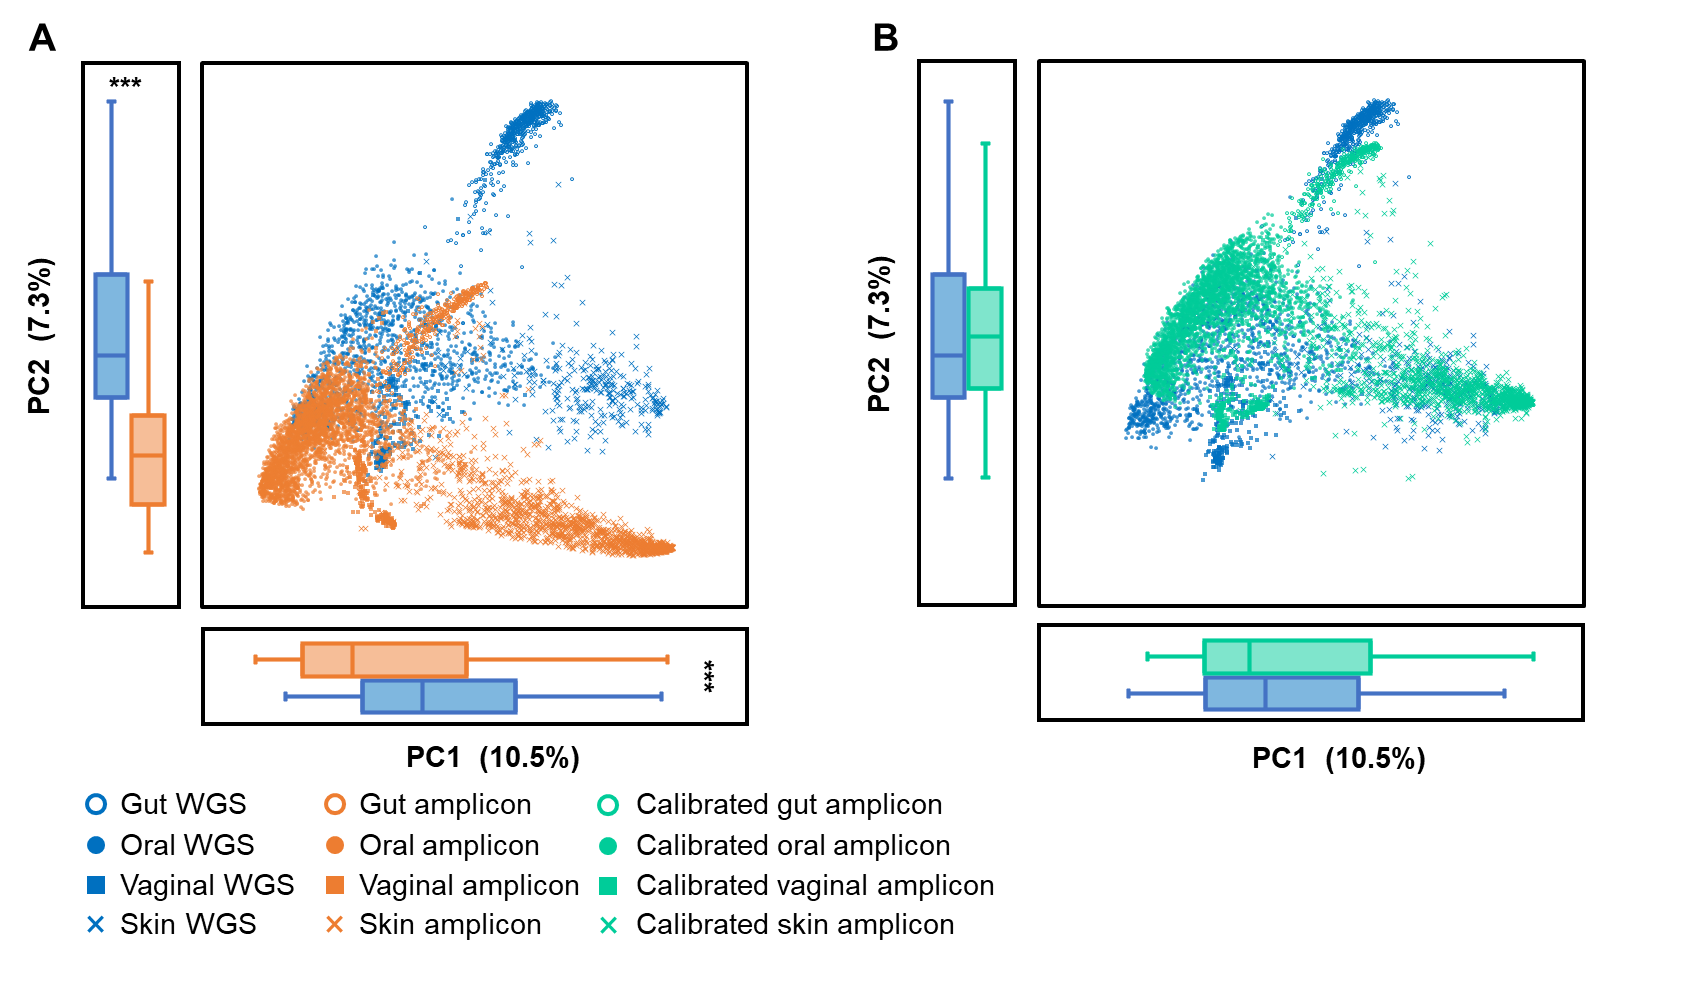 A
B
***
PC2 (7.3%)
PC2 (7.3%)
***
PC1 (10.5%)
PC1 (10.5%)
Gut WGS
Gut amplicon
Calibrated gut amplicon
Oral WGS
Oral amplicon
Calibrated oral amplicon
Vaginal WGS
Vaginal amplicon
Calibrated vaginal amplicon
Skin WGS
Skin amplicon
Calibrated skin amplicon